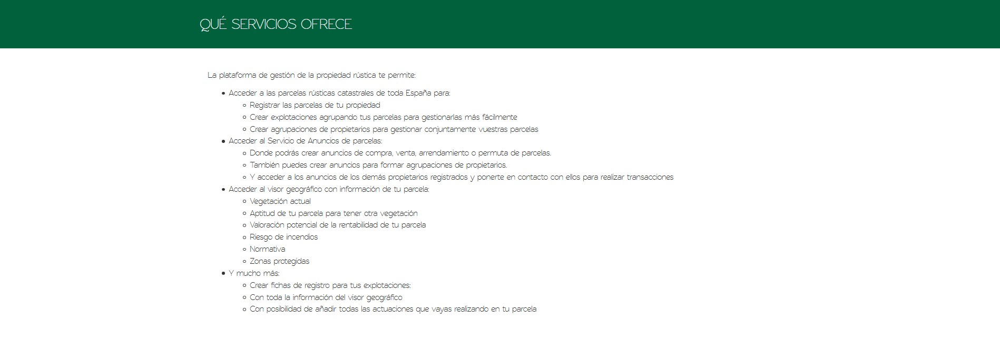 QUÉ SERVICIOS OFRECE
La plataforma de gestión de la propiedad rústica te permite:
Acceder a las parcelas rústicas catastrales de toda España para:
Registrar las parcelas de tu propiedad
Crear explotaciones agrupando tus parcelas para gestionarlas más fácilmente
Crear agrupaciones de propietarios para gestionar conjuntamente vuestras parcelas
Acceder al Servicio de Anuncios de parcelas:
Donde podrás crear anuncios de compra, venta, arrendamiento o permuta de parcelas.
También puedes crear anuncios para formar agrupaciones de propietarios.
Y acceder a los anuncios de los demás propietarios registrados y ponerte en contacto con ellos para realizar transacciones
Acceder al visor geográfico con información de tu parcela:
Vegetación actual
Aptitud de tu parcela para tener otra vegetación
Valoración potencial de la rentabilidad de tu parcela
Riesgo de incendios
Normativa
Zonas protegidas
Y mucho más:
Crear fichas de registro para tus explotaciones:
Con toda la información del visor geográfico
Con posibilidad de añadir todas las actuaciones que vayas realizando en tu parcela